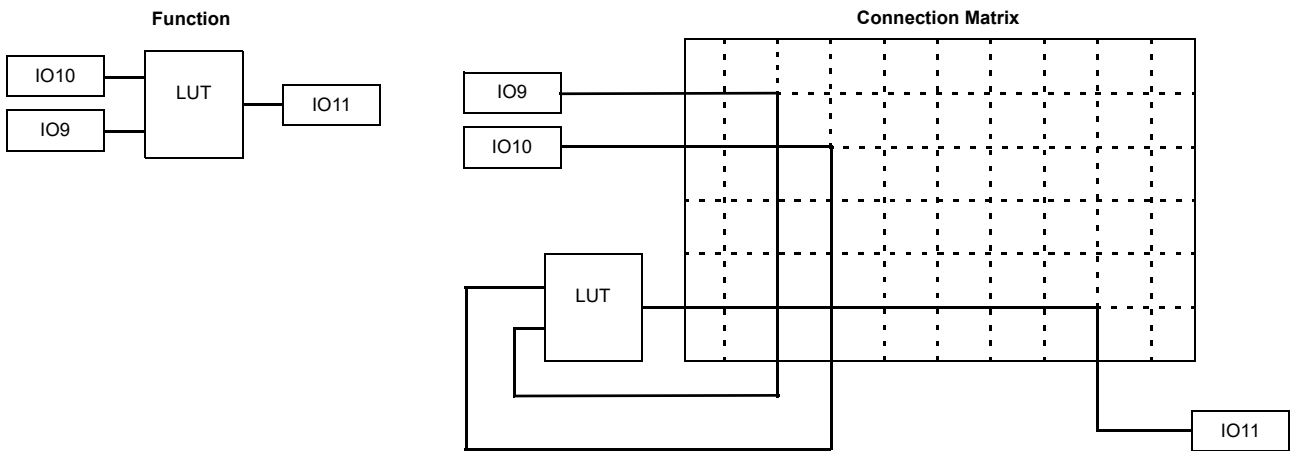 Function
IO10
IO9
LUT
IO11
Connection Matrix
IO9
IO10
LUT
IO11